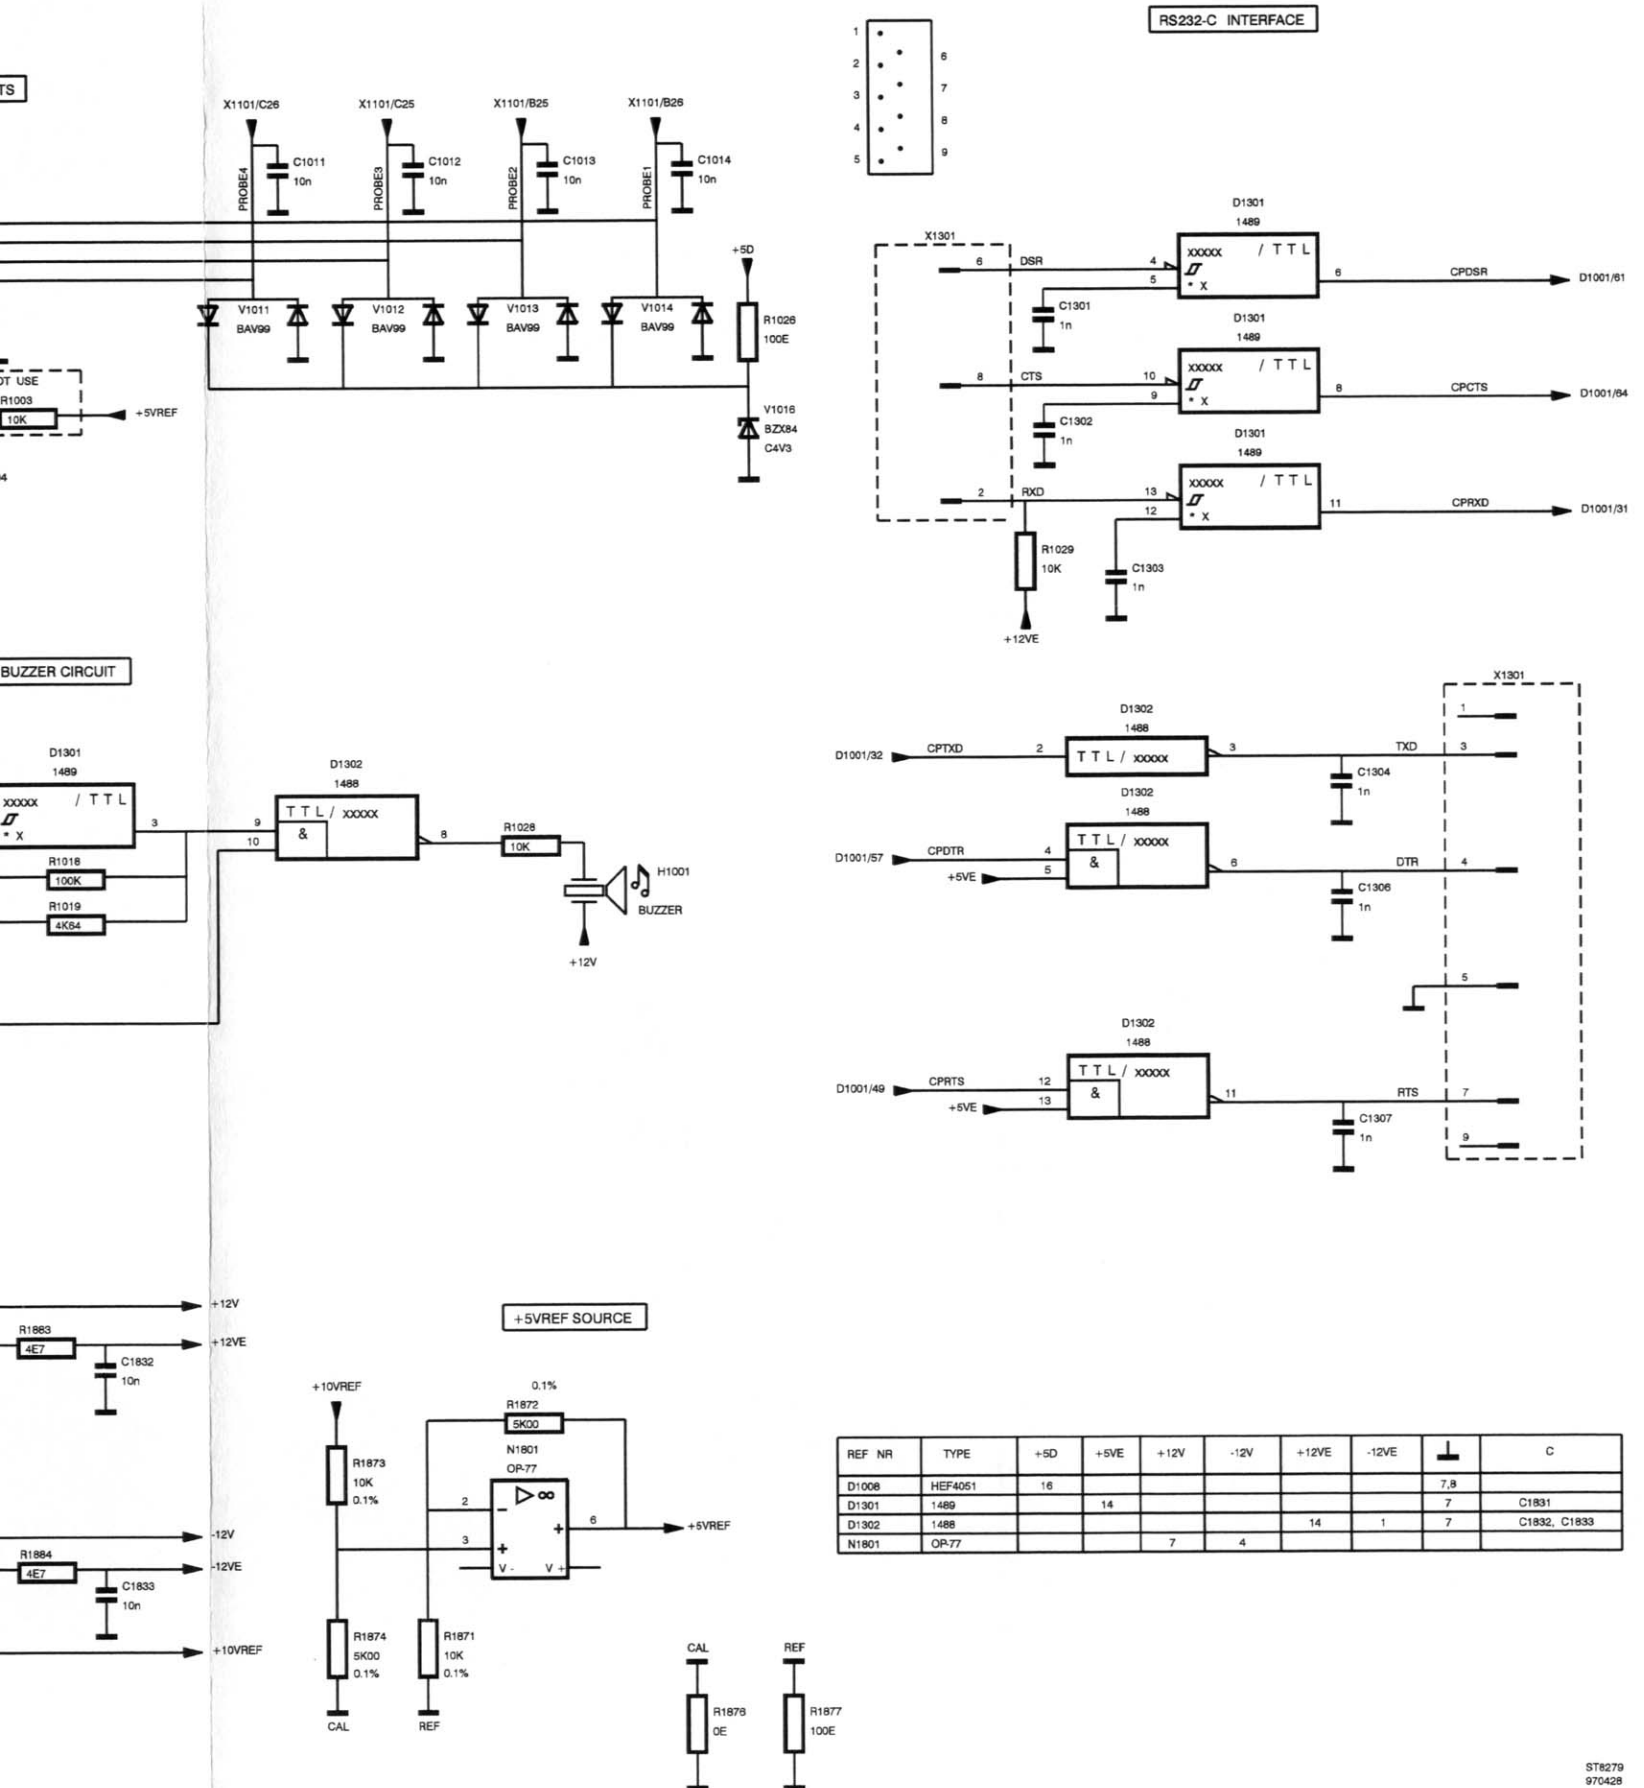 RS232-C INTERFACE
TS
1
2
3
4
5
6
7
8
9
X1101/C26
X1101/C25
X1101/B25
X1101/B26
PROBE4
C1011
10n
PROBE3
C1012
10n
PROBE2
C1013
10n
PROBE1
C1014
10n
+5D
V1011
BAV99
V1012
BAV99
V1013
BAV99
V1014
BAV99
R1026
100E
V1016
BZX84
C4V3
OT USE
R1003
10K
+5VREF
4
X1301
D1301
1489
6
DSR
4
5
XXXXX / TTL
* X
6
CPDSR
D1001/61
C1301
1n
D1301
1489
8
CTS
10
9
XXXXX / TTL
* X
8
CPCTS
D1001/64
C1302
1n
D1301
1489
2
RXD
13
12
XXXXX / TTL
* X
11
CPRXD
D1001/31
R1029
10K
C1303
1n
+12VE
BUZZER CIRCUIT
D1301
1489
XXXXX / TTL
* X
3
R1018
100K
R1019
4K64
D1302
1488
9
10
TTL/ XXXXX
&
8
R1028
10K
H1001
BUZZER
+12V
X1301
1
D1302
1488
D1001/32
CPTXD
2
TTL/ XXXXX
3
TXD
3
C1304
1n
D1302
1488
D1001/57
CPDTR
4
+5VE
5
TTL/ XXXXX
&
6
DTR
4
C1306
1n
5
D1302
1488
D1001/49
CPRTS
12
+5VE
13
TTL/ XXXXX
&
11
RTS
7
C1307
1n
9
+12V
R1883
4E7
+12VE
C1832
10n
-12V
R1884
4E7
-12VE
C1833
10n
+10VREF
+5VREF SOURCE
+10VREF
0.1%
R1872
5K00
R1873
10K
0.1%
N1801
OP-77
2
3
∞
-
+
+
V -
V +
6
+5VREF
R1874
5K00
0.1%
R1871
10K
0.1%
CAL
REF
CAL
REF
R1876
0E
R1877
100E
REF NR TYPE +5D +5VE +12V -12V +12VE -12VE C
D1008 HEF4051 16 7,8
D1301 1489 14 7 C1831
D1302 1488 14 1 7 C1832, C1833
N1801 OP-77 7 4
ST8279
970428